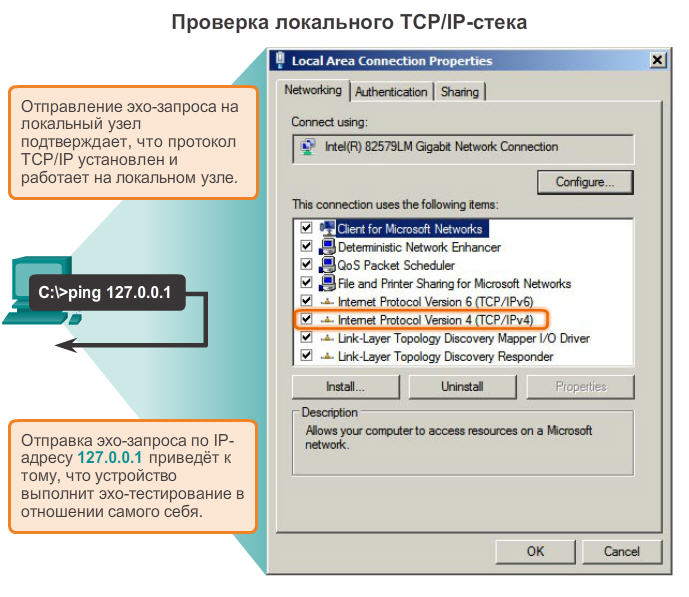 Проверка локального TCP/IP-стека
Отправление эхо-запроса на
локальный узел
подтверждает, что протокол
TCP/IP установлен и
работает на локальном узле.
C:\>ping 127.0.0.1
Отправка эхо-запроса по IP-
адресу 127.0.0.1 приведёт к
тому, что устройство
выполнит эхо-тестирование в
отношении самого себя.
Local Area Connection Properties
Networking
Authentication
Sharing
Connect using:
Intel(R) 82579LM Gigabit Network Connection
Configure...
This connection uses the following items:
Client for Microsoft Networks
Deterministic Network Enhancer
QoS Packet Scheduler
File and Printer Sharing for Microsoft Networks
Internet Protocol Version 6 (TCP/IPv6)
Internet Protocol Version 4 (TCP/IPv4)
Link-Layer Topology Discovery Mapper I/O Driver
Link-Layer Topology Discovery Responder
Install...
Uninstall
Properties
Description
Allows your computer to access resources on a Microsoft
network.
OK
Cancel